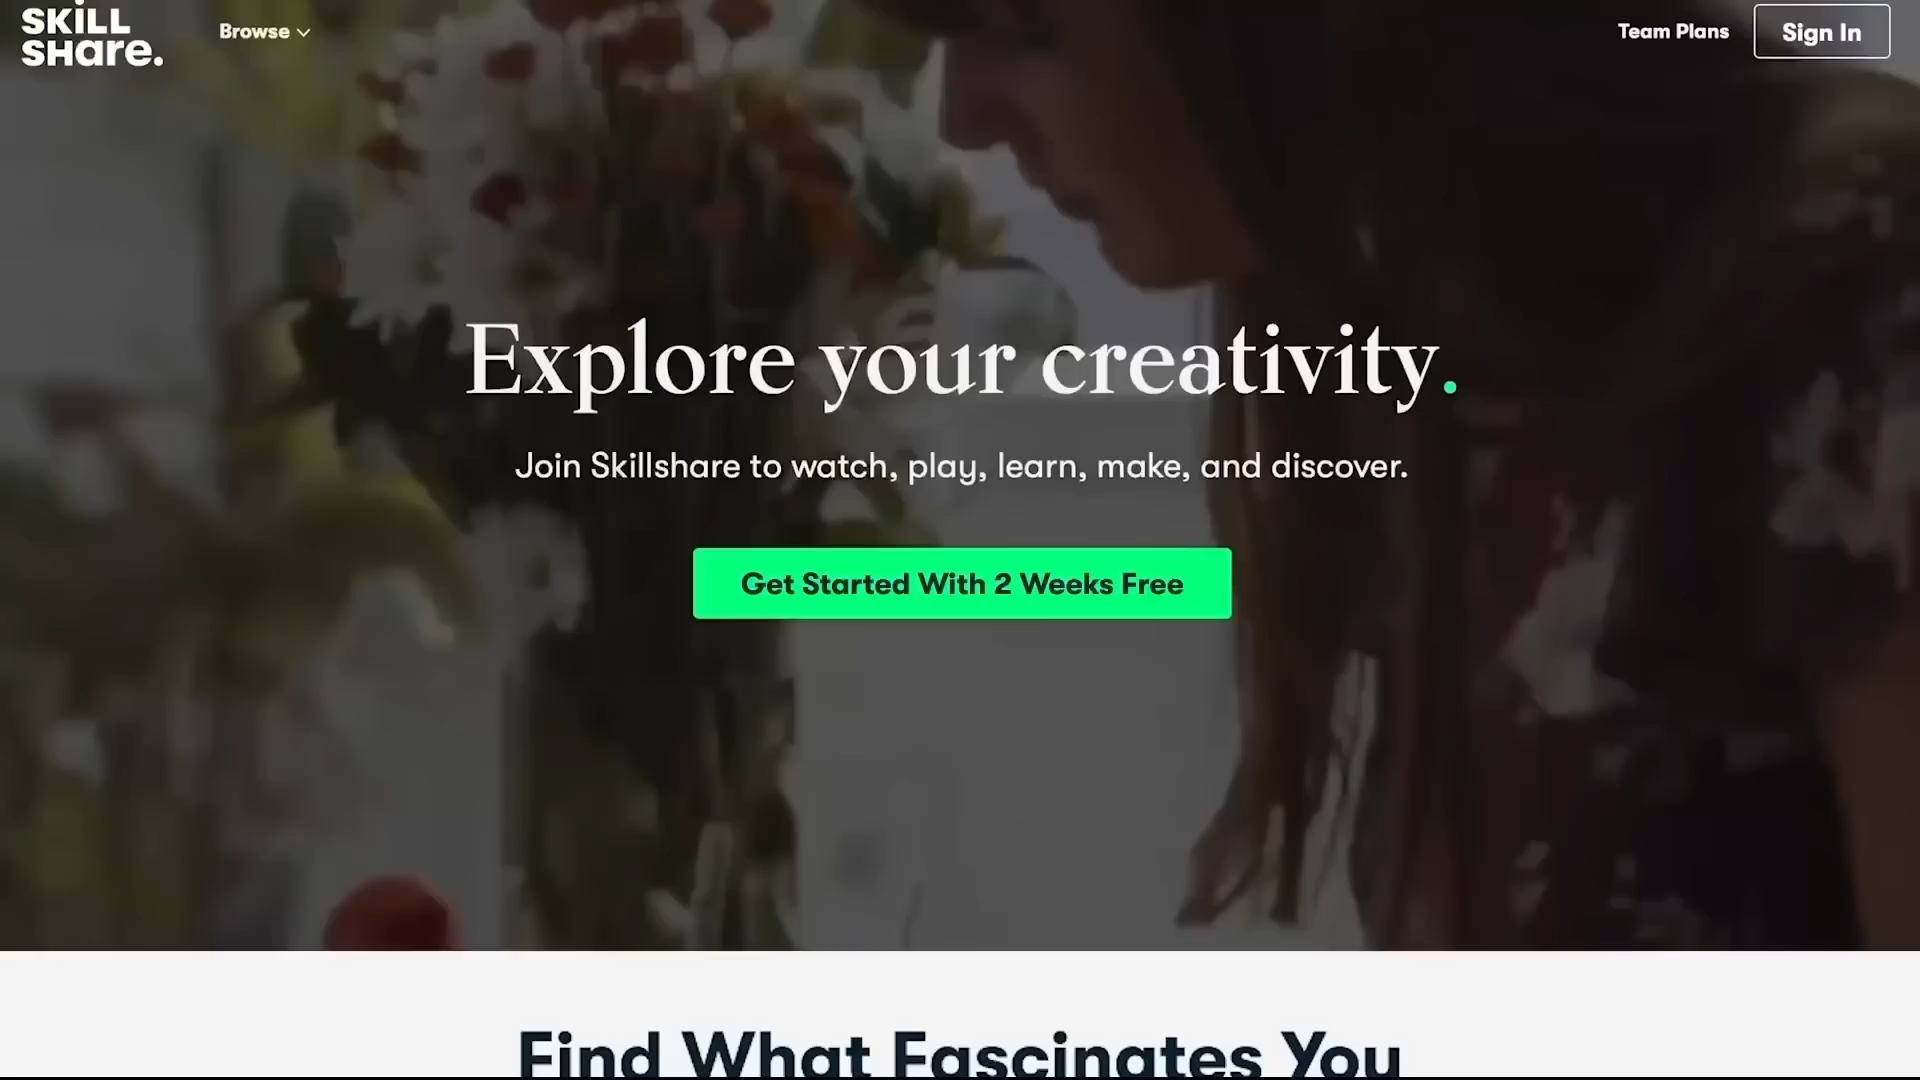 SKiLL
SHare.
Browse
Team Plans
Sign In
Explore your creativity.
Join Skillshare to watch, play, learn, make, and discover.
Get Started With 2 Weeks Free
Find What Fascinates You